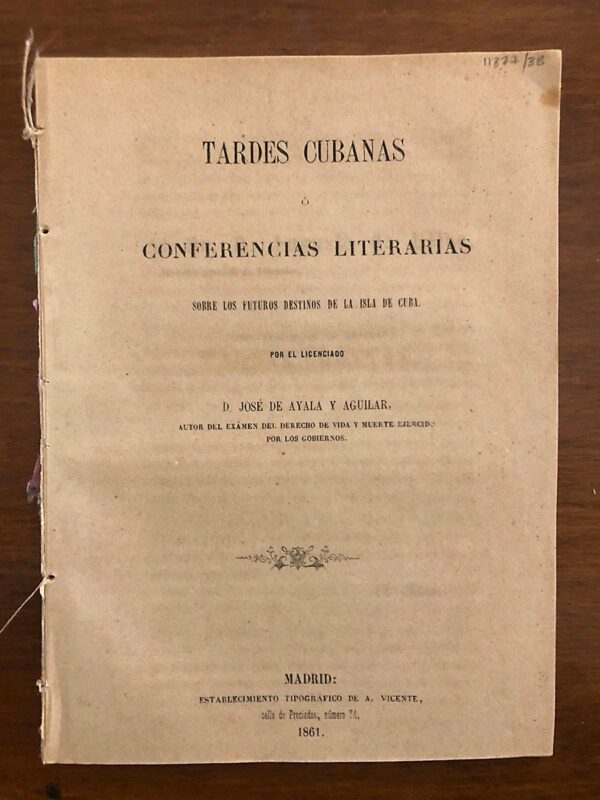 11877/38
TARDES CUBANAS
Ó
CONFERENCIAS LITERARIAS
SOBRE LOS FUTUROS DESTINOS DE LA ISLA DE CUBA.
POR EL LICENCIADO
D. JOSÉ DE AYALA Y AGUILAR,
AUTOR DEL EXÁMEN DEL DERECHO DE VIDA Y MUERTE EJERCIDO
POR LOS GOBIERNOS.
MADRID:
ESTABLECIMIENTO TIPOGRÁFICO DE A. VICENTE,
calle de Preciados, número 74.
1861.